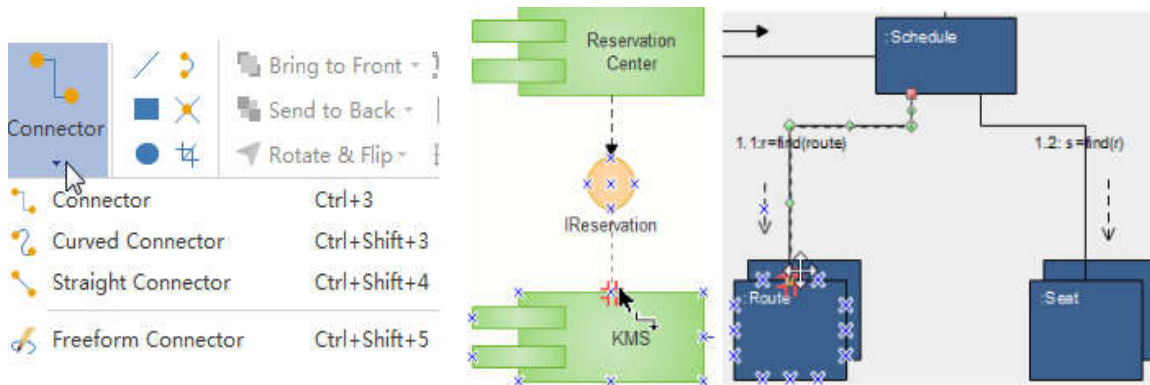 Connector
Bring to Front
Send to Back
Rotate & Flip
Connector Ctrl+3
Curved Connector Ctrl+Shift+3
Straight Connector Ctrl+Shift+4
Freeform Connector Ctrl+Shift+5
Reservation
Center
IReservation
KMS
:Schedule
1.1:r=find(route)
1.2: s=find(r)
:Route
:Seat